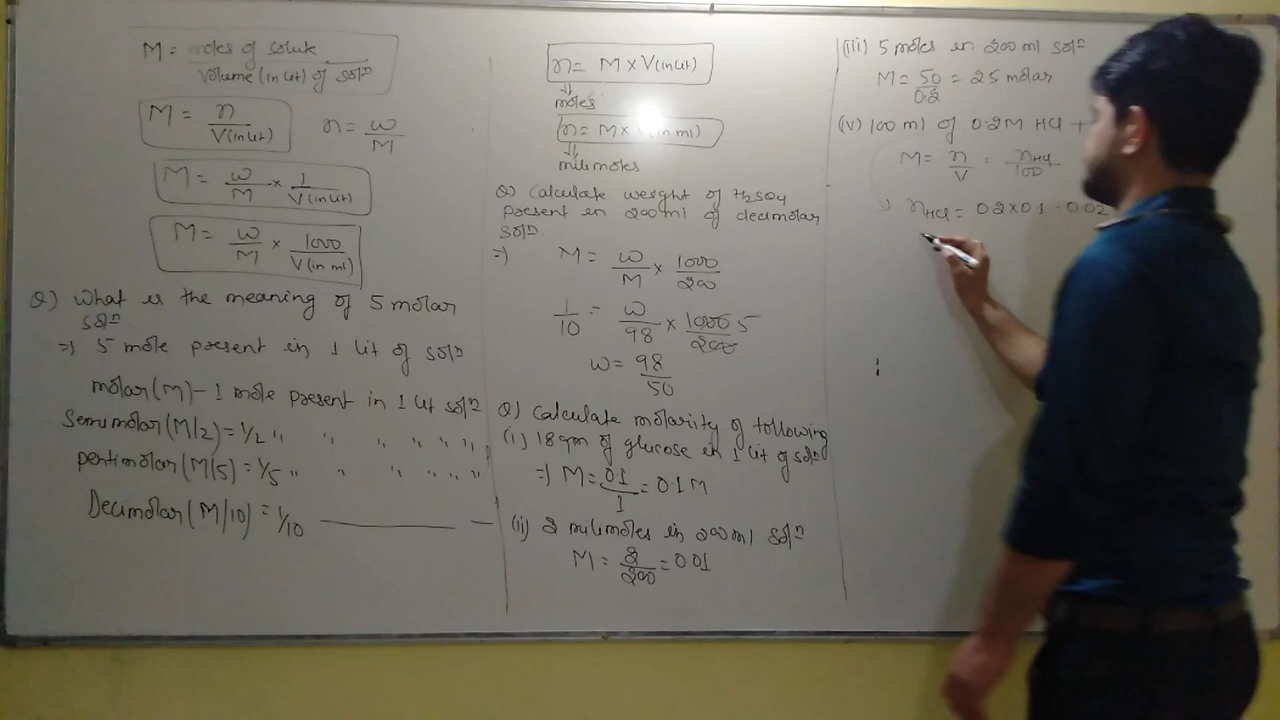 M = moles of solute
Volume (in lit) of solⁿ
M = n
V(in lit)
n = w
M
M = w × 1
M V(in lit)
M = w × 1000
M V(in ml)
Q) What is the meaning of 5 molar
solⁿ
=) 5 mole present in 1 lit of solⁿ
molar(M) - 1 mole present in 1 lit solⁿ
Semimolar(M/2) = 1/2 " " " " " "
pentimolar(M/5) = 1/5 " " " " " "
Decimolar(M/10) = 1/10
n = M × V(in lit)
moles
n = M × V(in ml)
milimoles
Q) Calculate weight of H₂SO₄
present in 200 ml of decimolar
solⁿ.
=) M = w × 1000
M 200
1 = w × 1000 5
10 98 200
w = 98
50
Q) Calculate molarity of following
(i) 18 gm of glucose in 1 lit of solⁿ
=) M = 0.1 = 0.1 M
1
(ii) 2 milimoles in 200 ml solⁿ
M = 2 = 0.01
200
(iii) 5 moles in 200 ml solⁿ
M = 50 = 25 molar
0.2
(iv) 100 ml of 0.2 M HCl +
M = n = nHCl
V 100
nHCl = 0.2 × 0.1 = 0.02